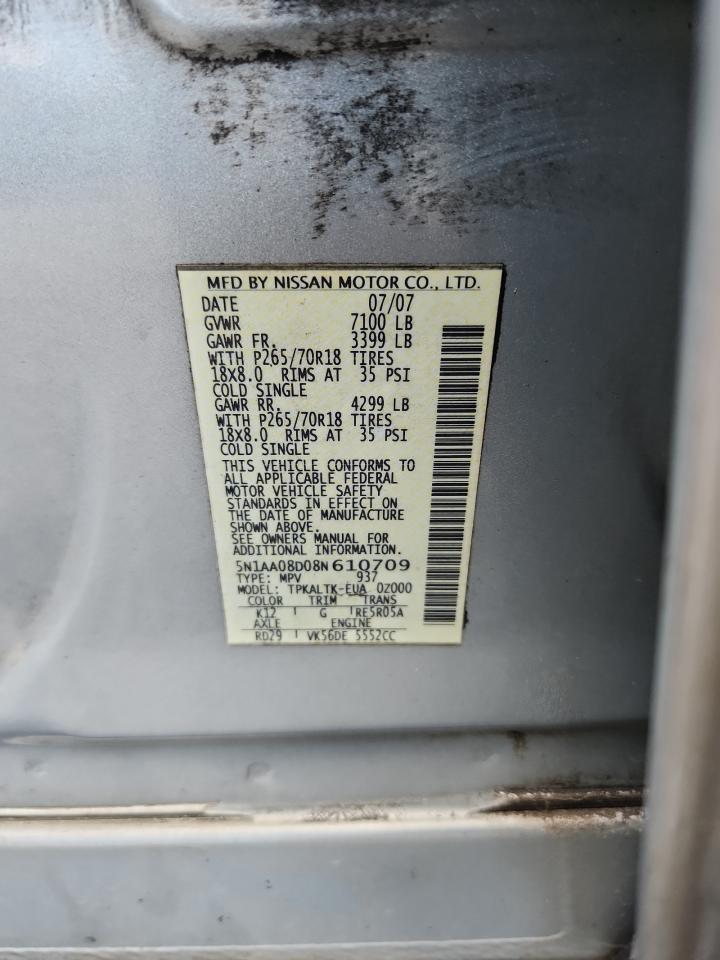 MFD BY NISSAN MOTOR CO., LTD.
DATE 07/07
GVWR 7100 LB
GAWR FR. 3399 LB
WITH P265/70R18 TIRES
18X8.0 RIMS AT 35 PSI
COLD SINGLE
GAWR RR. 4299 LB
WITH P265/70R18 TIRES
18X8.0 RIMS AT 35 PSI
COLD SINGLE
THIS VEHICLE CONFORMS TO
ALL APPLICABLE FEDERAL
MOTOR VEHICLE SAFETY
STANDARDS IN EFFECT ON
THE DATE OF MANUFACTURE
SHOWN ABOVE.
SEE OWNERS MANUAL FOR
ADDITIONAL INFORMATION.
5N1AA08D08N610709
TYPE: MPV 937
MODEL: TPKALTK-EUA 0Z000
COLOR TRIM TRANS
K12 G RE5R05A
AXLE ENGINE
RD29 VK56DE 5552CC